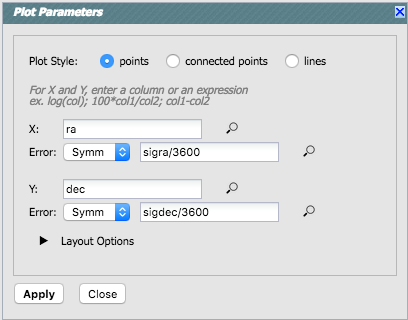 Plot Parameters
Plot Style: points connected points lines
For X and Y, enter a column or an expression
ex. log(col); 100*col1/col2; col1-col2
X: ra
Error: Symm sigra/3600
Y: dec
Error: Symm sigdec/3600
Layout Options
Apply Close